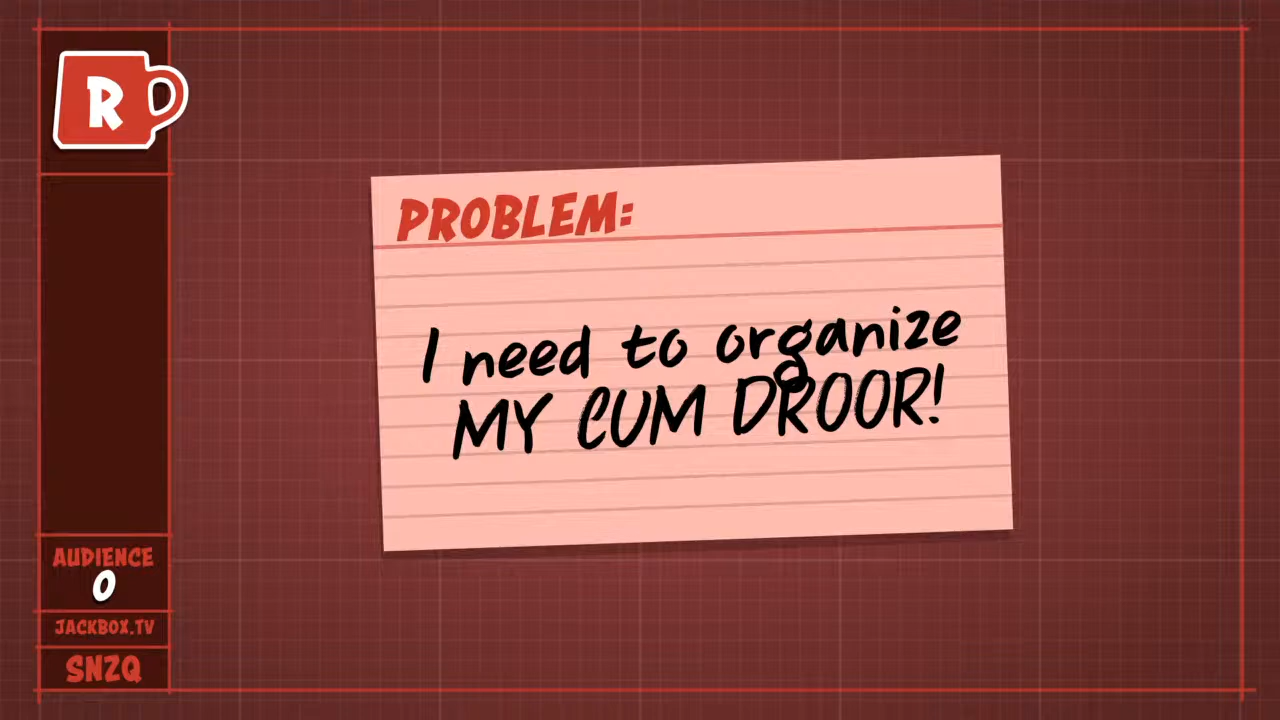 R
PROBLEM:
I need to organize
MY CUM DROOR!
AUDIENCE
0
JACKBOX.TV
SNZQ